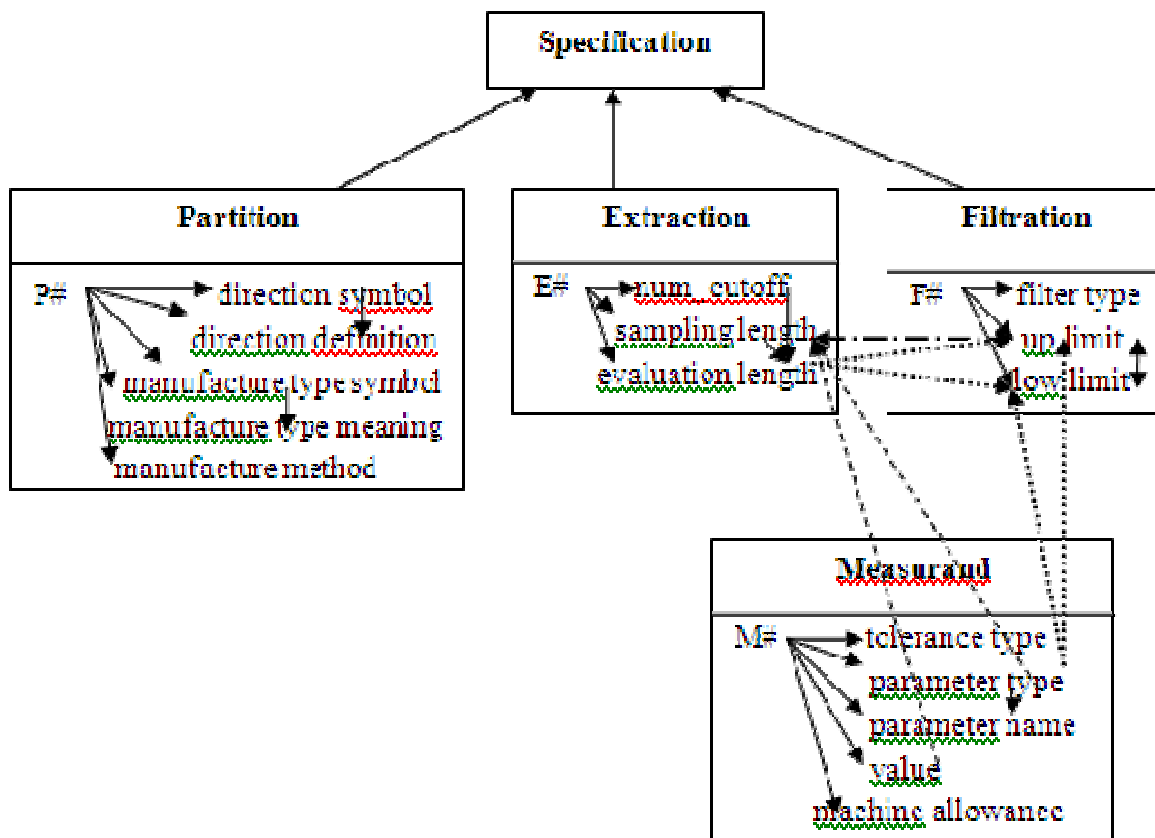 Specification
Partition
P#
direction symbol
direction definition
manufacture type symbol
manufacture type meaning
manufacture method
Extraction
E#
num_cutoff
sampling length
evaluation length
Filtration
F#
filter type
up limit
low limit
Measurand
M#
tolerance type
parameter type
parameter name
value
machine allowance